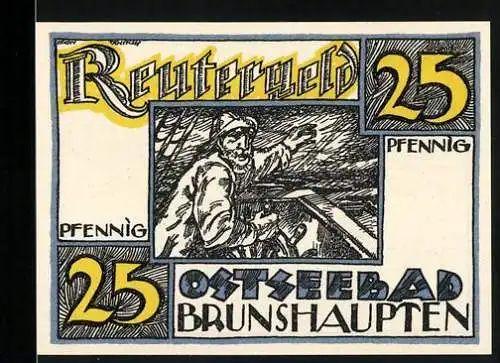 Reutergeld
25
PFENNIG
PFENNIG
25
OSTSEEBAD
BRUNSHAUPTEN